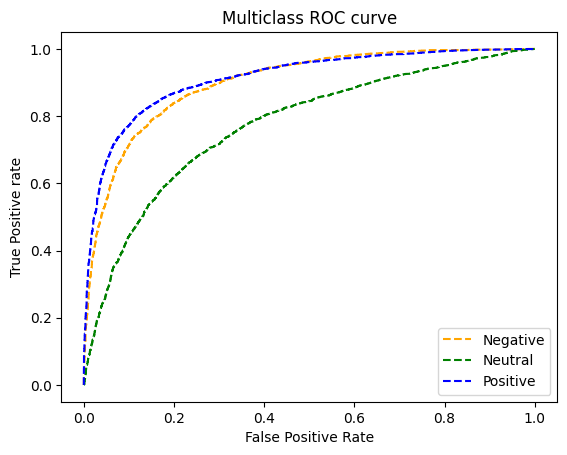 Multiclass ROC curve
True Positive rate
1.0
0.8
0.6
0.4
0.2
0.0
Negative
Neutral
Positive
0.0 0.2 0.4 0.6 0.8 1.0
False Positive Rate